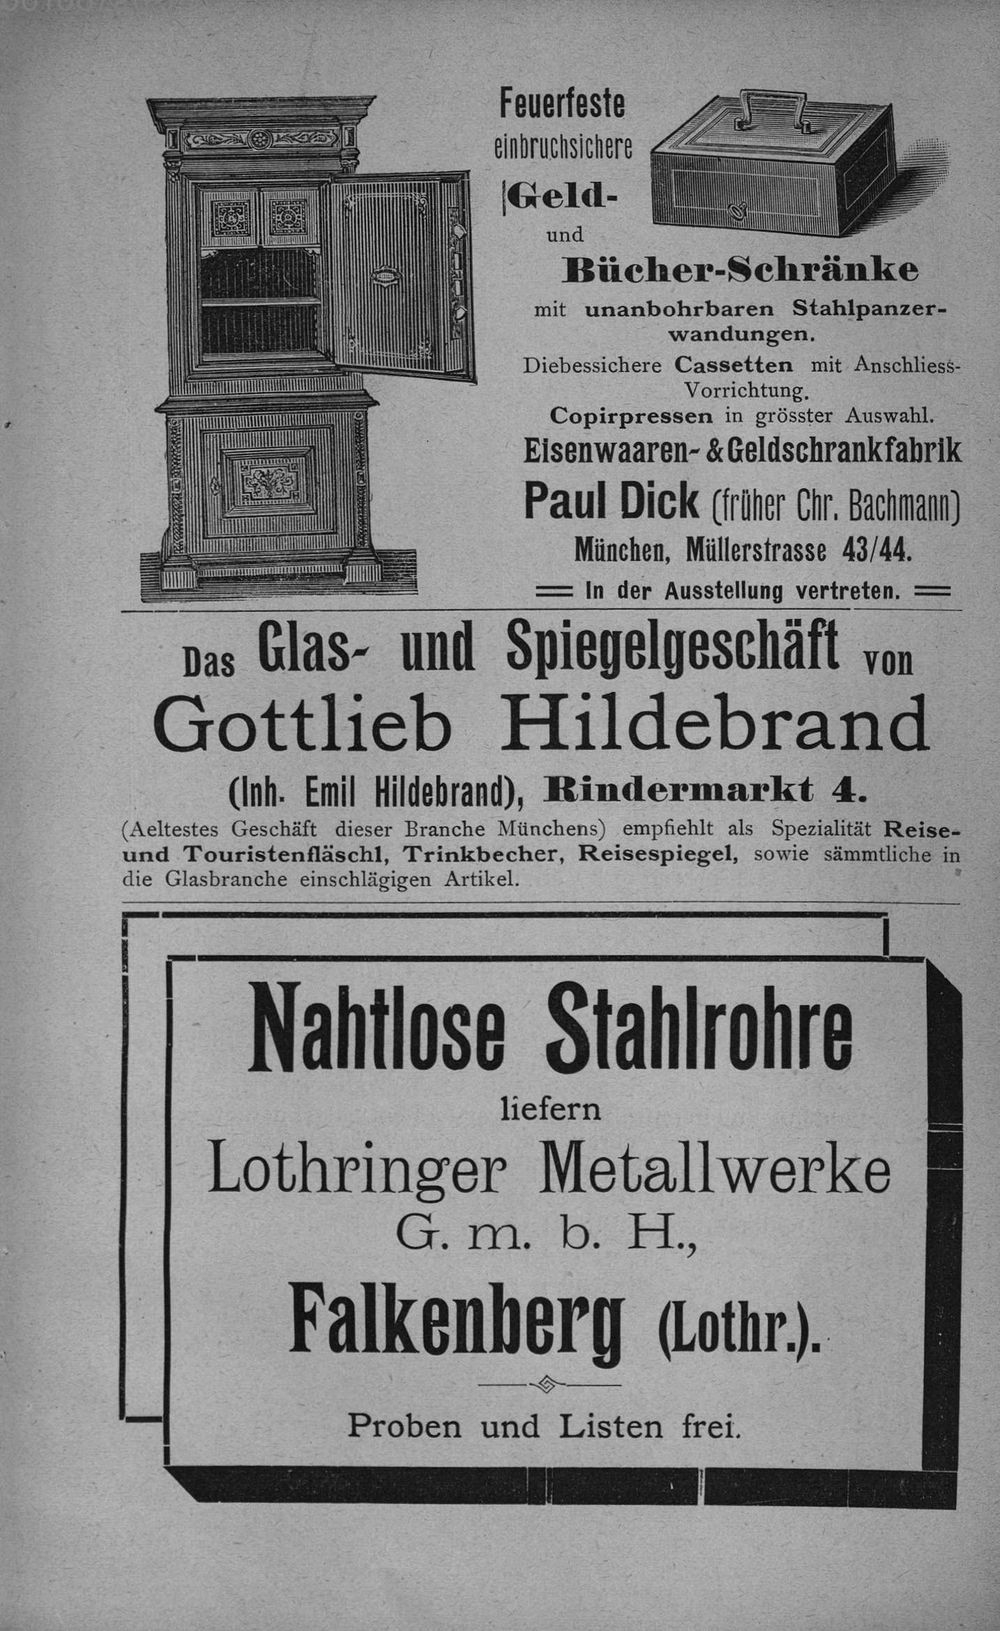 Feuerfeste
einbruchsichere
Geld-
und
Bücher-Schränke
mit unanbohrbaren Stahlpanzer-
wandungen.
Diebessichere Cassetten mit Anschliess-
Vorrichtung.
Copirpressen in grösster Auswahl.
Eisenwaaren- & Geldschrankfabrik
Paul Dick (früher Chr. Bachmann)
München, Müllerstrasse 43/44.
In der Ausstellung vertreten.
Das Glas- und Spiegelgeschäft von
Gottlieb Hildebrand
(Inh. Emil Hildebrand), Rindermarkt 4.
(Aeltestes Geschäft dieser Branche Münchens) empfiehlt als Spezialität Reise-
und Touristenfläschl, Trinkbecher, Reisespiegel, sowie sämmtliche in
die Glasbranche einschlägigen Artikel.
Nahtlose Stahlrohre
liefern
Lothringer Metallwerke
G. m. b. H.,
Falkenberg (Lothr.).
Proben und Listen frei.